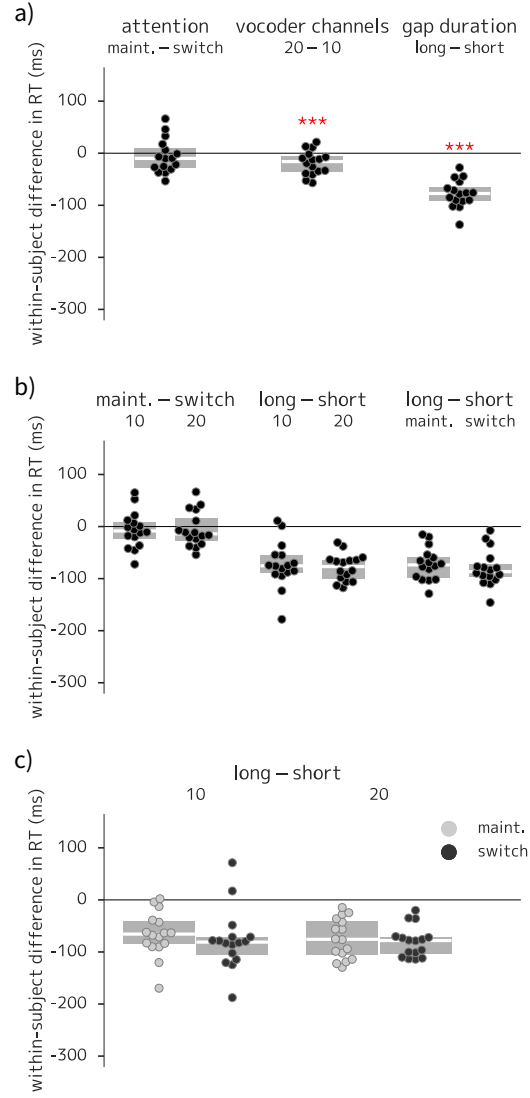 a)
attention vocoder channels gap duration
maint. – switch 20 – 10 long – short
within-subject difference in RT (ms)
100
0
-100
-200
-300
***
***
b)
maint. – switch long – short long – short
10 20 10 20 maint. switch
within-subject difference in RT (ms)
100
0
-100
-200
-300
c)
long – short
10 20
within-subject difference in RT (ms)
100
0
-100
-200
-300
maint.
switch